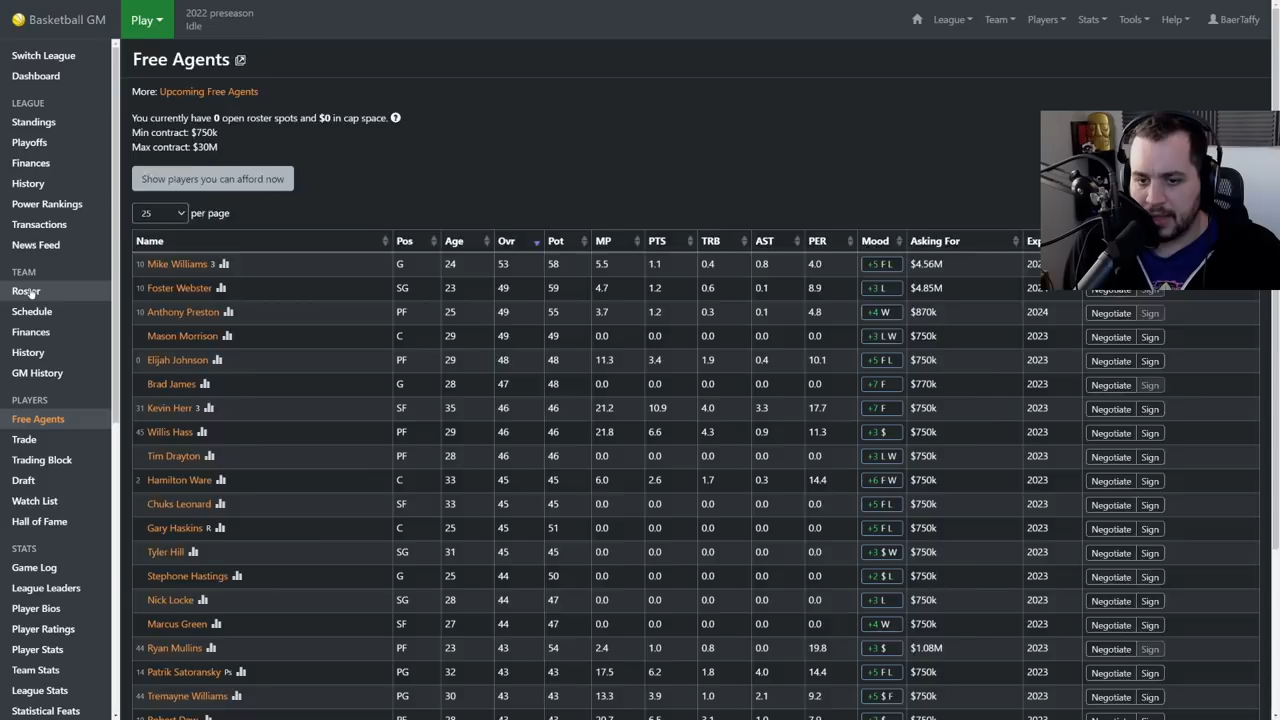 Basketball GM
Play
2022 preseason
Idle
League
Team
Players
Stats
Tools
Help
BaerTaffy
Switch League
Dashboard
LEAGUE
Standings
Playoffs
Finances
History
Power Rankings
Transactions
News Feed
TEAM
Roster
Schedule
Finances
History
GM History
PLAYERS
Free Agents
Trade
Trading Block
Draft
Watch List
Hall of Fame
STATS
Game Log
League Leaders
Player Bios
Player Ratings
Player Stats
Team Stats
League Stats
Statistical Feats
Free Agents
More: Upcoming Free Agents
You currently have 0 open roster spots and $0 in cap space. ?
Min contract: $750k
Max contract: $30M
Show players you can afford now
25 per page
Name Pos Age Ovr Pot MP PTS TRB AST PER Mood Asking For
10 Mike Williams 3 G 24 53 58 5.5 1.1 0.4 0.8 4.0 +5 F L $4.56M
10 Foster Webster SG 23 49 59 4.7 1.2 0.6 0.1 8.9 +3 L $4.85M Negotiate Sign
10 Anthony Preston PF 25 49 55 3.7 1.2 0.3 0.1 4.8 +4 W $870k 2024 Negotiate Sign
Mason Morrison C 29 49 49 0.0 0.0 0.0 0.0 0.0 +3 L W $750k 2023 Negotiate Sign
0 Elijah Johnson PF 29 48 48 11.3 3.4 1.9 0.4 10.1 +5 F L $750k 2023 Negotiate Sign
Brad James G 28 47 48 0.0 0.0 0.0 0.0 0.0 +7 F $770k 2023 Negotiate Sign
31 Kevin Herr 3 SF 35 46 46 21.2 10.9 4.0 3.3 17.7 +7 F $750k 2023 Negotiate Sign
45 Willis Hass PF 29 46 46 21.8 6.6 4.3 0.9 11.3 +3 $ $750k 2023 Negotiate Sign
Tim Drayton PF 28 46 46 0.0 0.0 0.0 0.0 0.0 +3 L W $750k 2023 Negotiate Sign
2 Hamilton Ware C 33 45 45 6.0 2.6 1.7 0.3 14.4 +6 F W $750k 2023 Negotiate Sign
Chuks Leonard SF 33 45 45 0.0 0.0 0.0 0.0 0.0 +5 F L $750k 2023 Negotiate Sign
Gary Haskins R C 25 45 51 0.0 0.0 0.0 0.0 0.0 +5 F L $750k 2023 Negotiate Sign
Tyler Hill SG 31 45 45 0.0 0.0 0.0 0.0 0.0 +3 $ W $750k 2023 Negotiate Sign
Stephone Hastings G 25 44 50 0.0 0.0 0.0 0.0 0.0 +2 $ L $750k 2023 Negotiate Sign
Nick Locke SG 28 44 47 0.0 0.0 0.0 0.0 0.0 +3 L $750k 2023 Negotiate Sign
Marcus Green SF 27 44 47 0.0 0.0 0.0 0.0 0.0 +4 W $750k 2023 Negotiate Sign
44 Ryan Mullins PF 23 43 54 2.4 1.0 0.8 0.0 19.8 +3 $ $1.08M 2023 Negotiate Sign
14 Patrik Satoransky Ps PG 32 43 43 17.5 6.2 1.8 4.0 14.4 +5 F L $750k 2023 Negotiate Sign
44 Tremayne Williams PG 30 43 43 13.3 3.9 1.0 2.1 9.2 +5 $ F $750k 2023 Negotiate Sign